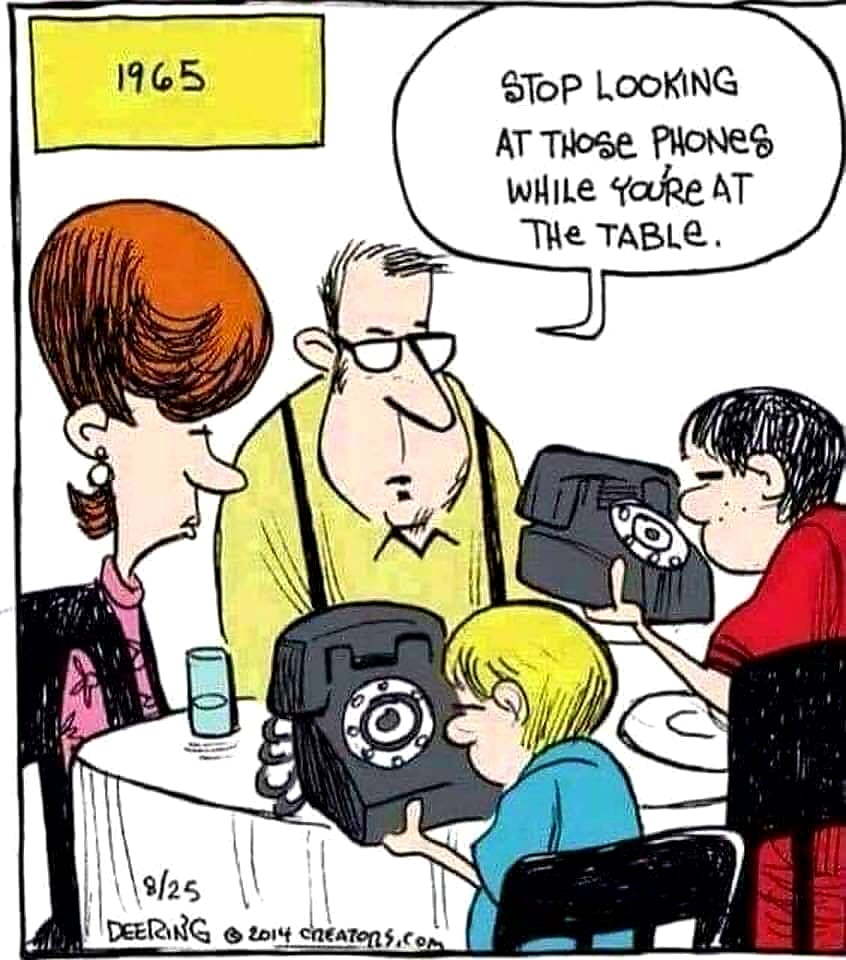 1965
STOP LOOKING
AT THOSe PHONeS
WHILe YOU'Re AT
THe TABLe.
8/25
DEERING © 2014 CREATORS.COM